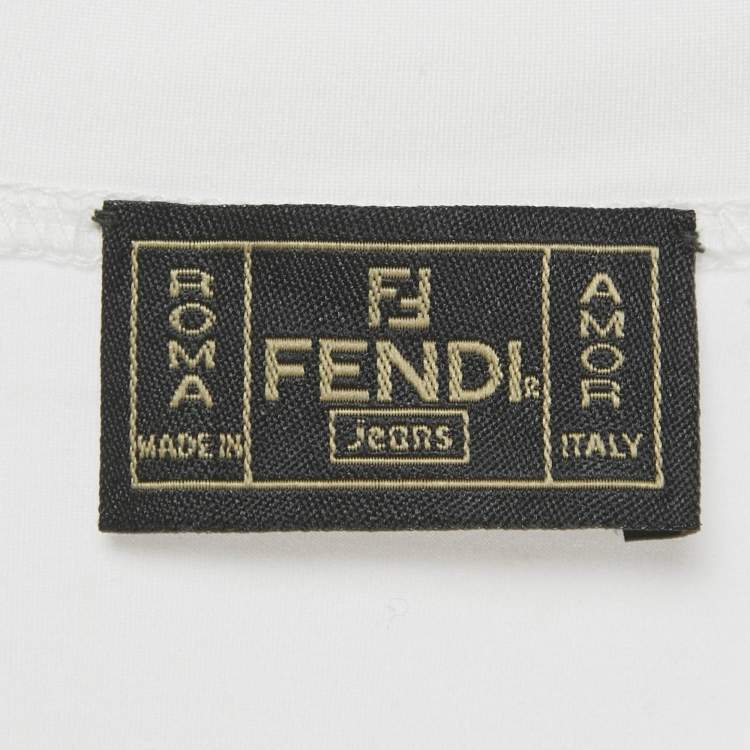 ROMA
MADE IN
FF
FENDI®
Jeans
AMOR
ITALY